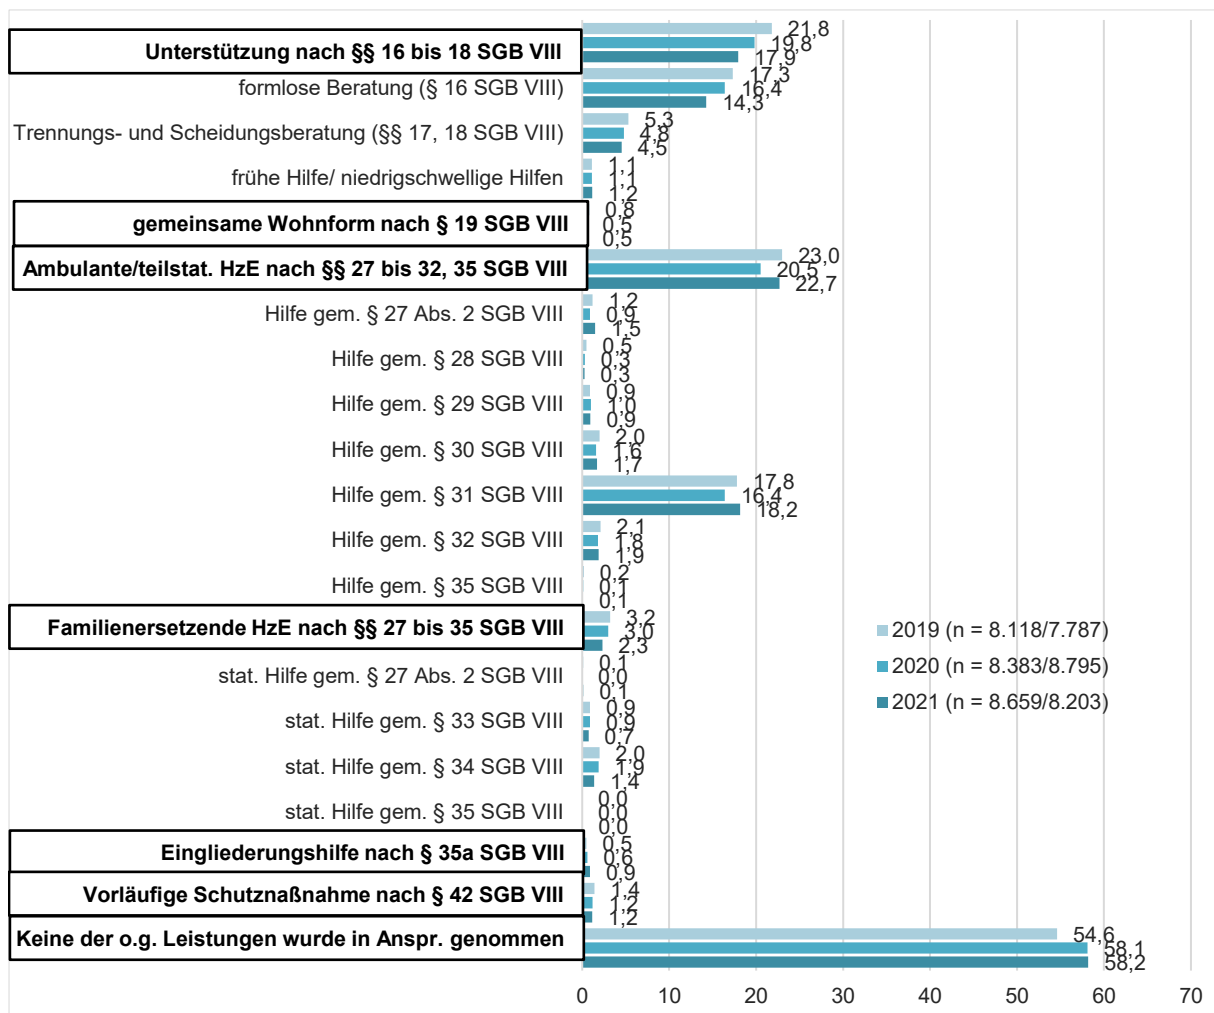 Unterstützung nach §§ 16 bis 18 SGB VIII
21,8
19,8
17,9
formlose Beratung (§ 16 SGB VIII)
17,3
16,4
14,3
Trennungs- und Scheidungsberatung (§§ 17, 18 SGB VIII)
5,3
4,8
4,5
frühe Hilfe/ niedrigschwellige Hilfen
1,1
1,1
1,2
gemeinsame Wohnform nach § 19 SGB VIII
0,8
0,5
0,5
Ambulante/teilstat. HzE nach §§ 27 bis 32, 35 SGB VIII
23,0
20,5
22,7
Hilfe gem. § 27 Abs. 2 SGB VIII
1,2
0,9
1,5
Hilfe gem. § 28 SGB VIII
0,5
0,3
0,3
Hilfe gem. § 29 SGB VIII
0,9
1,0
0,9
Hilfe gem. § 30 SGB VIII
2,0
1,6
1,7
Hilfe gem. § 31 SGB VIII
17,8
16,4
18,2
Hilfe gem. § 32 SGB VIII
2,1
1,8
1,9
Hilfe gem. § 35 SGB VIII
0,2
0,1
0,1
Familienersetzende HzE nach §§ 27 bis 35 SGB VIII
3,2
3,0
2,3
stat. Hilfe gem. § 27 Abs. 2 SGB VIII
0,1
0,0
0,1
stat. Hilfe gem. § 33 SGB VIII
0,9
0,9
0,7
stat. Hilfe gem. § 34 SGB VIII
2,0
1,9
1,4
stat. Hilfe gem. § 35 SGB VIII
0,0
0,0
0,0
Eingliederungshilfe nach § 35a SGB VIII
0,5
0,6
0,9
Vorläufige Schutznaßnahme nach § 42 SGB VIII
1,4
1,2
1,2
Keine der o.g. Leistungen wurde in Anspr. genommen
54,6
58,1
58,2
2019 (n = 8.118/7.787)
2020 (n = 8.383/8.795)
2021 (n = 8.659/8.203)
0 10 20 30 40 50 60 70